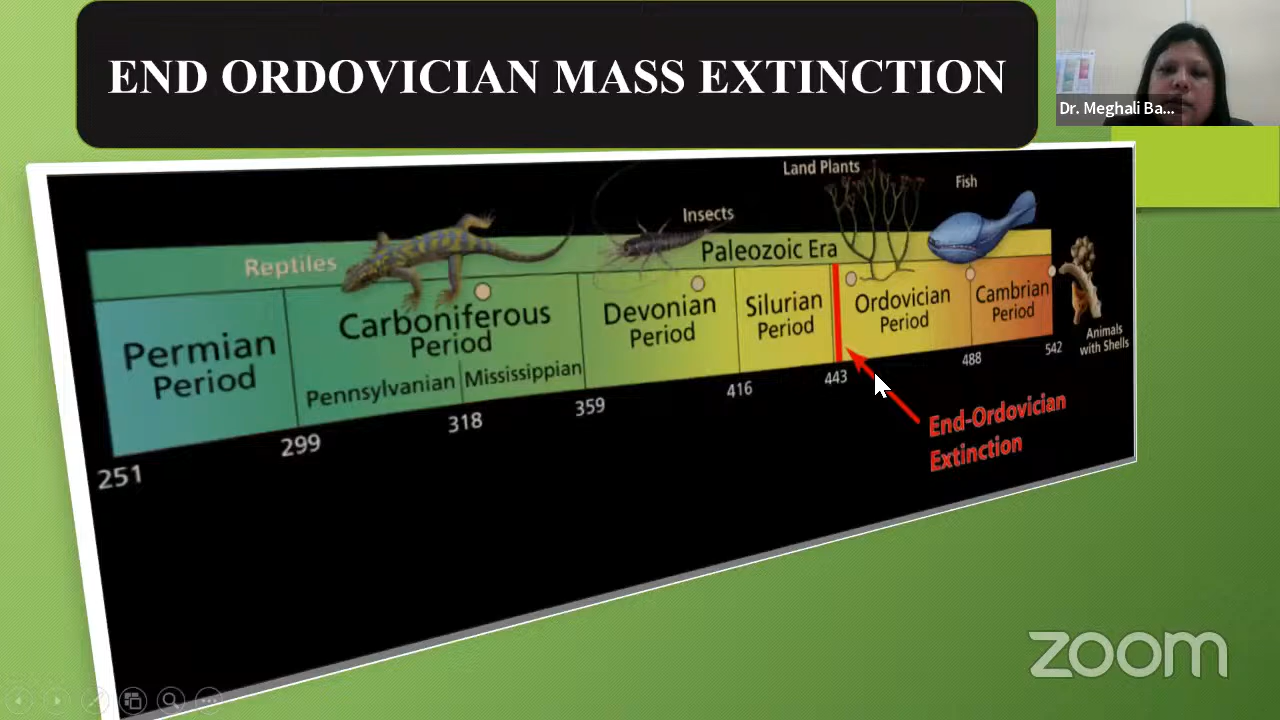 END ORDOVICIAN MASS EXTINCTION
Dr. Meghali Ba...
Land Plants
Fish
Insects
Reptiles
Paleozoic Era
Permian
Period
Carboniferous
Period
Pennsylvanian
Mississippian
Devonian
Period
Silurian
Period
Ordovician
Period
Cambrian
Period
Animals
with Shells
251
299
318
359
416
443
488
542
End-Ordovician
Extinction
zoom